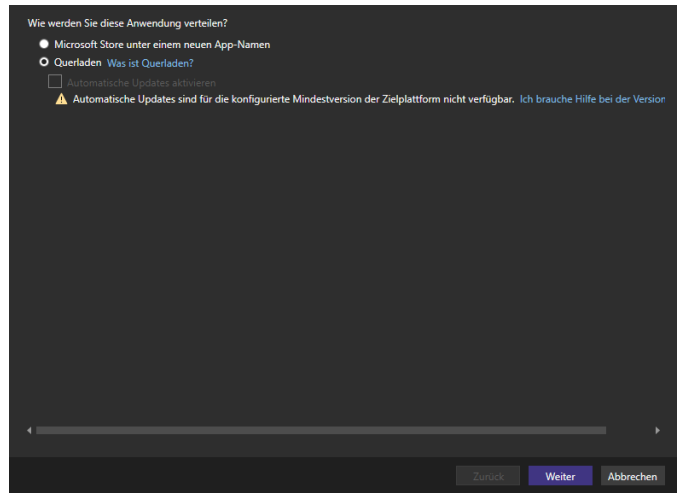 Wie werden Sie diese Anwendung verteilen?
Microsoft Store unter einem neuen App-Namen
Querladen Was ist Querladen?
Automatische Updates aktivieren
Automatische Updates sind für die konfigurierte Mindestversion der Zielplattform nicht verfügbar. Ich brauche Hilfe bei der Version
Zurück Weiter Abbrechen